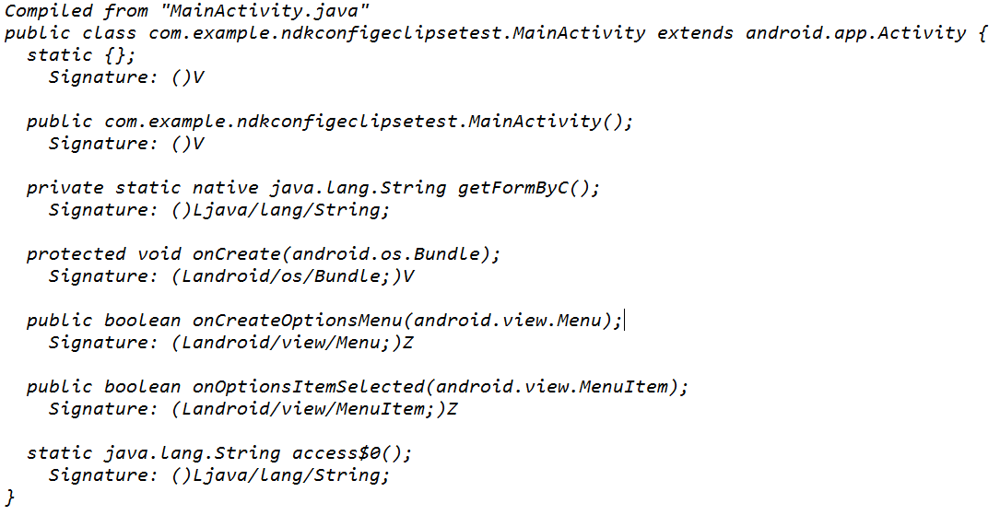 Compiled from "MainActivity.java"
public class com.example.ndkconfigeclipsetest.MainActivity extends android.app.Activity {
  static {};
    Signature: ()V

  public com.example.ndkconfigeclipsetest.MainActivity();
    Signature: ()V

  private static native java.lang.String getFormByC();
    Signature: ()Ljava/lang/String;

  protected void onCreate(android.os.Bundle);
    Signature: (Landroid/os/Bundle;)V

  public boolean onCreateOptionsMenu(android.view.Menu);
    Signature: (Landroid/view/Menu;)Z

  public boolean onOptionsItemSelected(android.view.MenuItem);
    Signature: (Landroid/view/MenuItem;)Z

  static java.lang.String access$0();
    Signature: ()Ljava/lang/String;
}